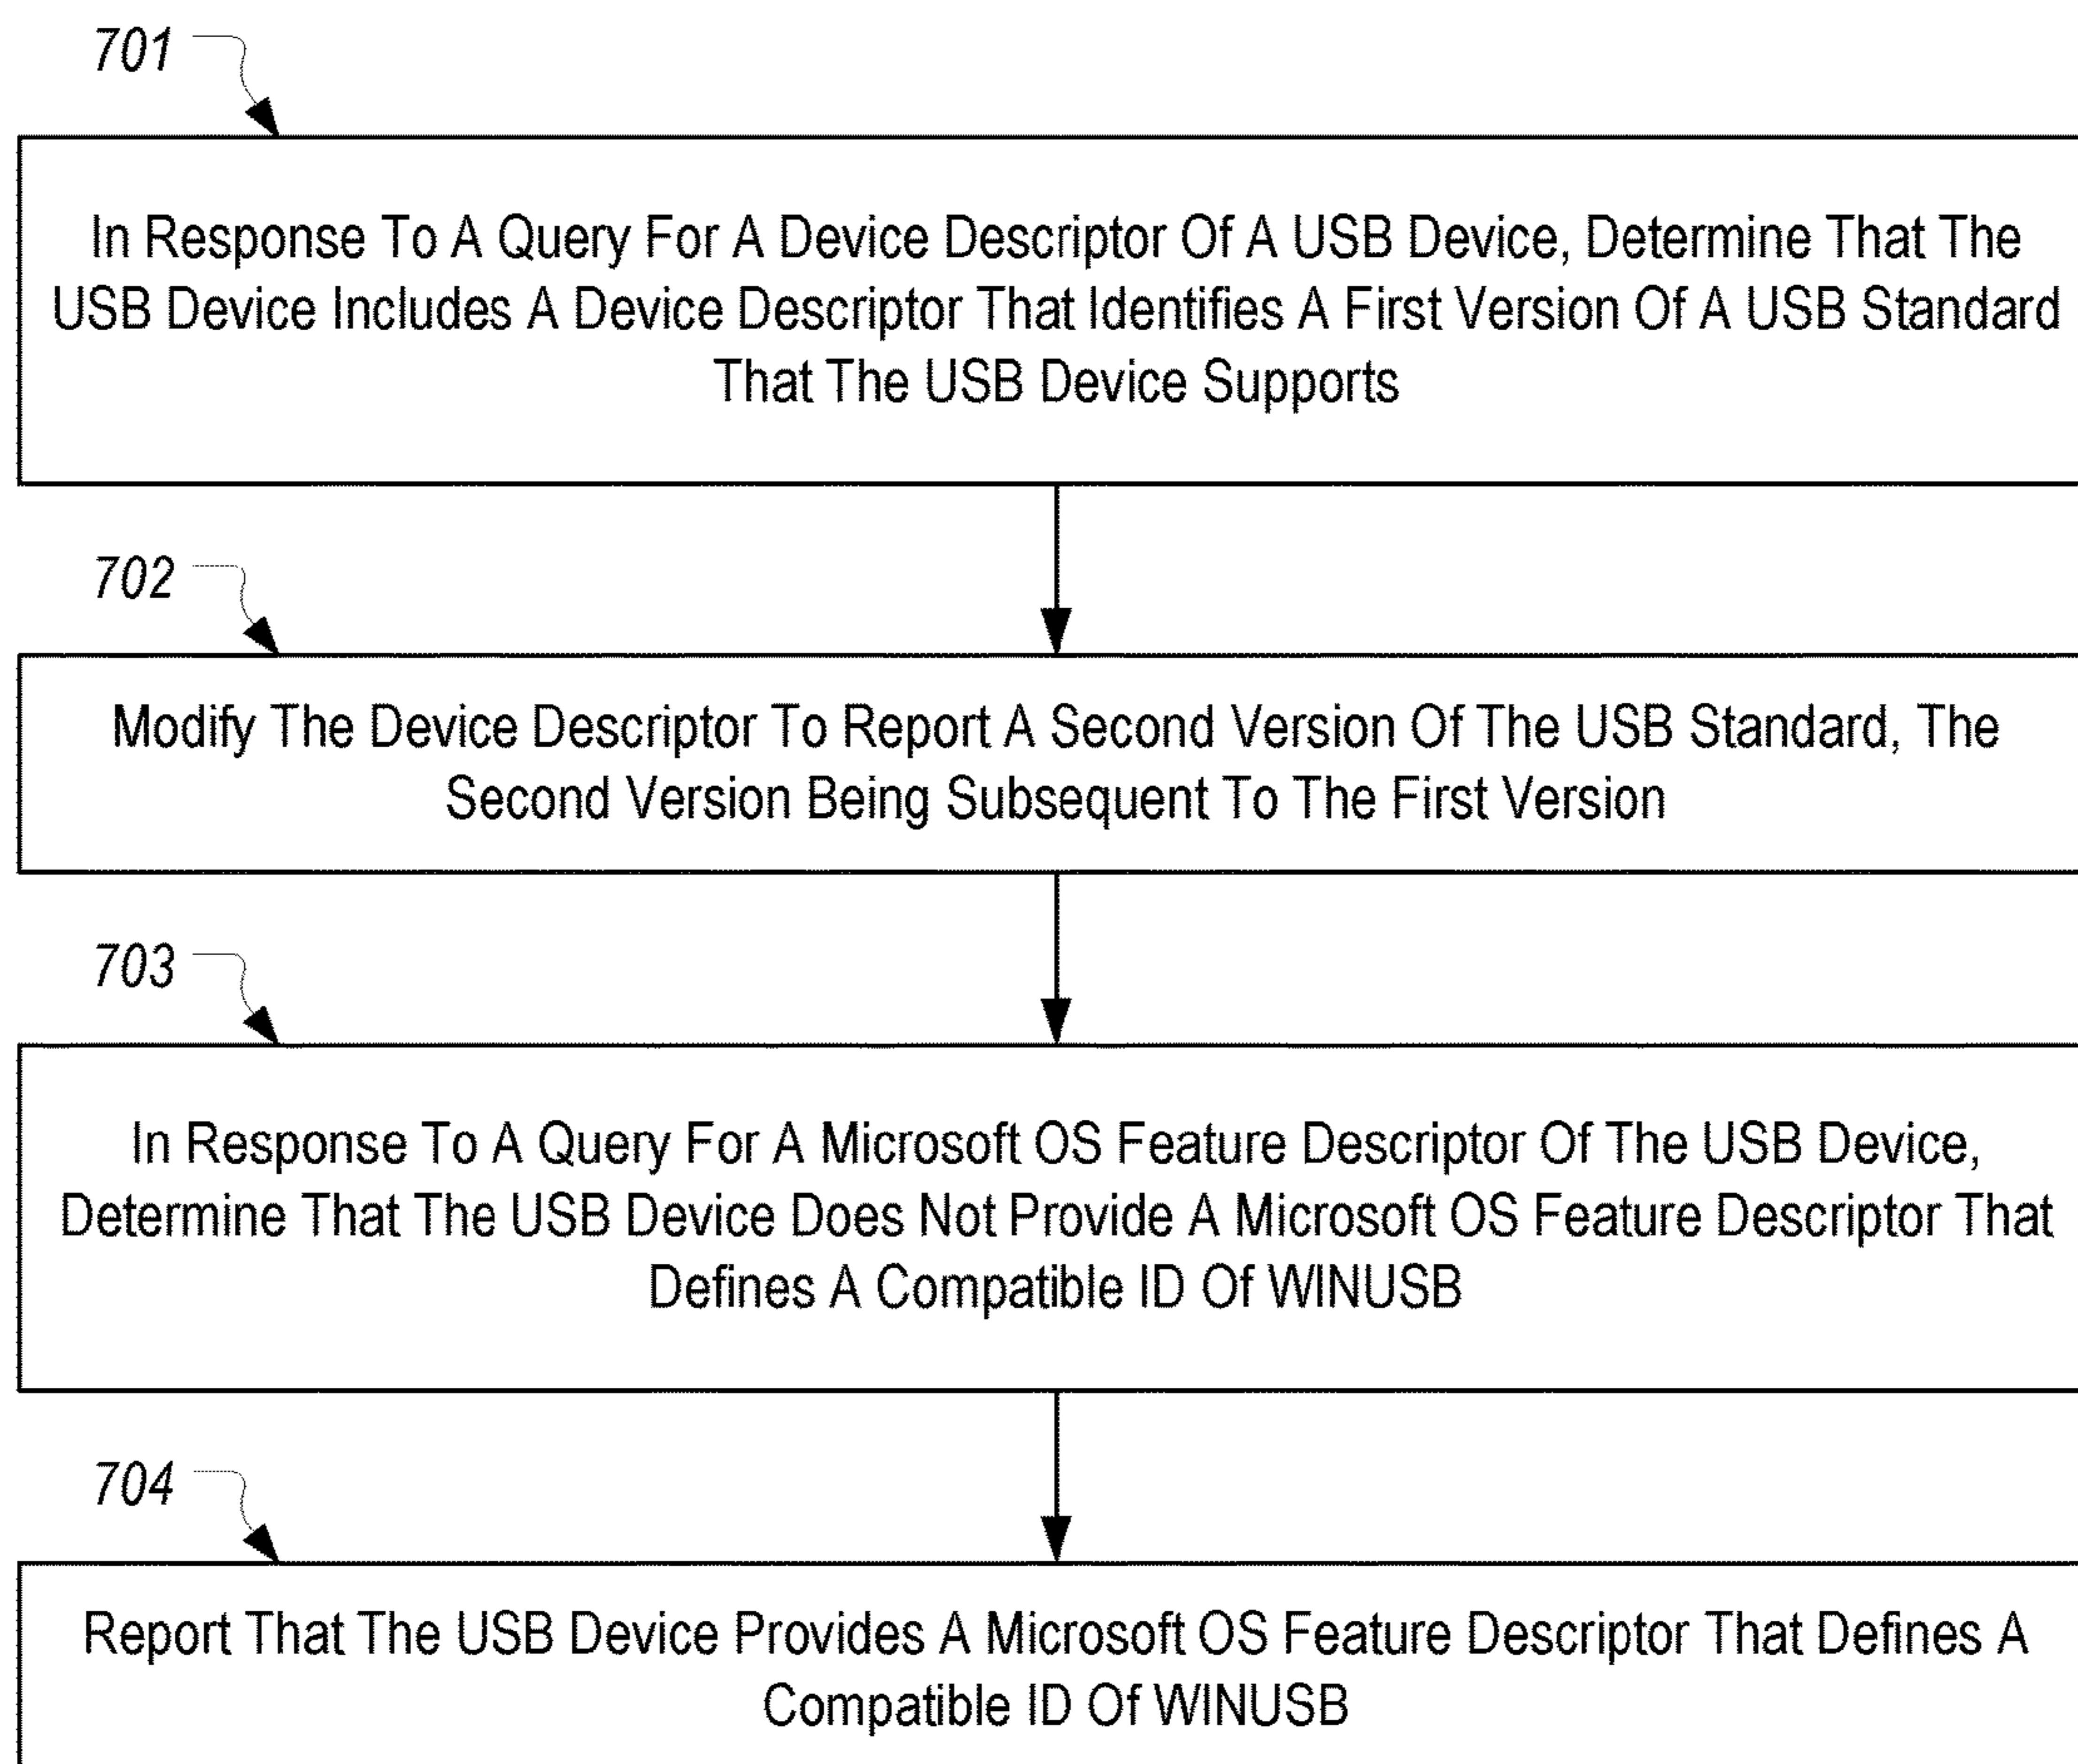 701
In Response To A Query For A Device Descriptor Of A USB Device, Determine That The
USB Device Includes A Device Descriptor That Identifies A First Version Of A USB Standard
That The USB Device Supports
702
Modify The Device Descriptor To Report A Second Version Of The USB Standard, The
Second Version Being Subsequent To The First Version
703
In Response To A Query For A Microsoft OS Feature Descriptor Of The USB Device,
Determine That The USB Device Does Not Provide A Microsoft OS Feature Descriptor That
Defines A Compatible ID Of WINUSB
704
Report That The USB Device Provides A Microsoft OS Feature Descriptor That Defines A
Compatible ID Of WINUSB